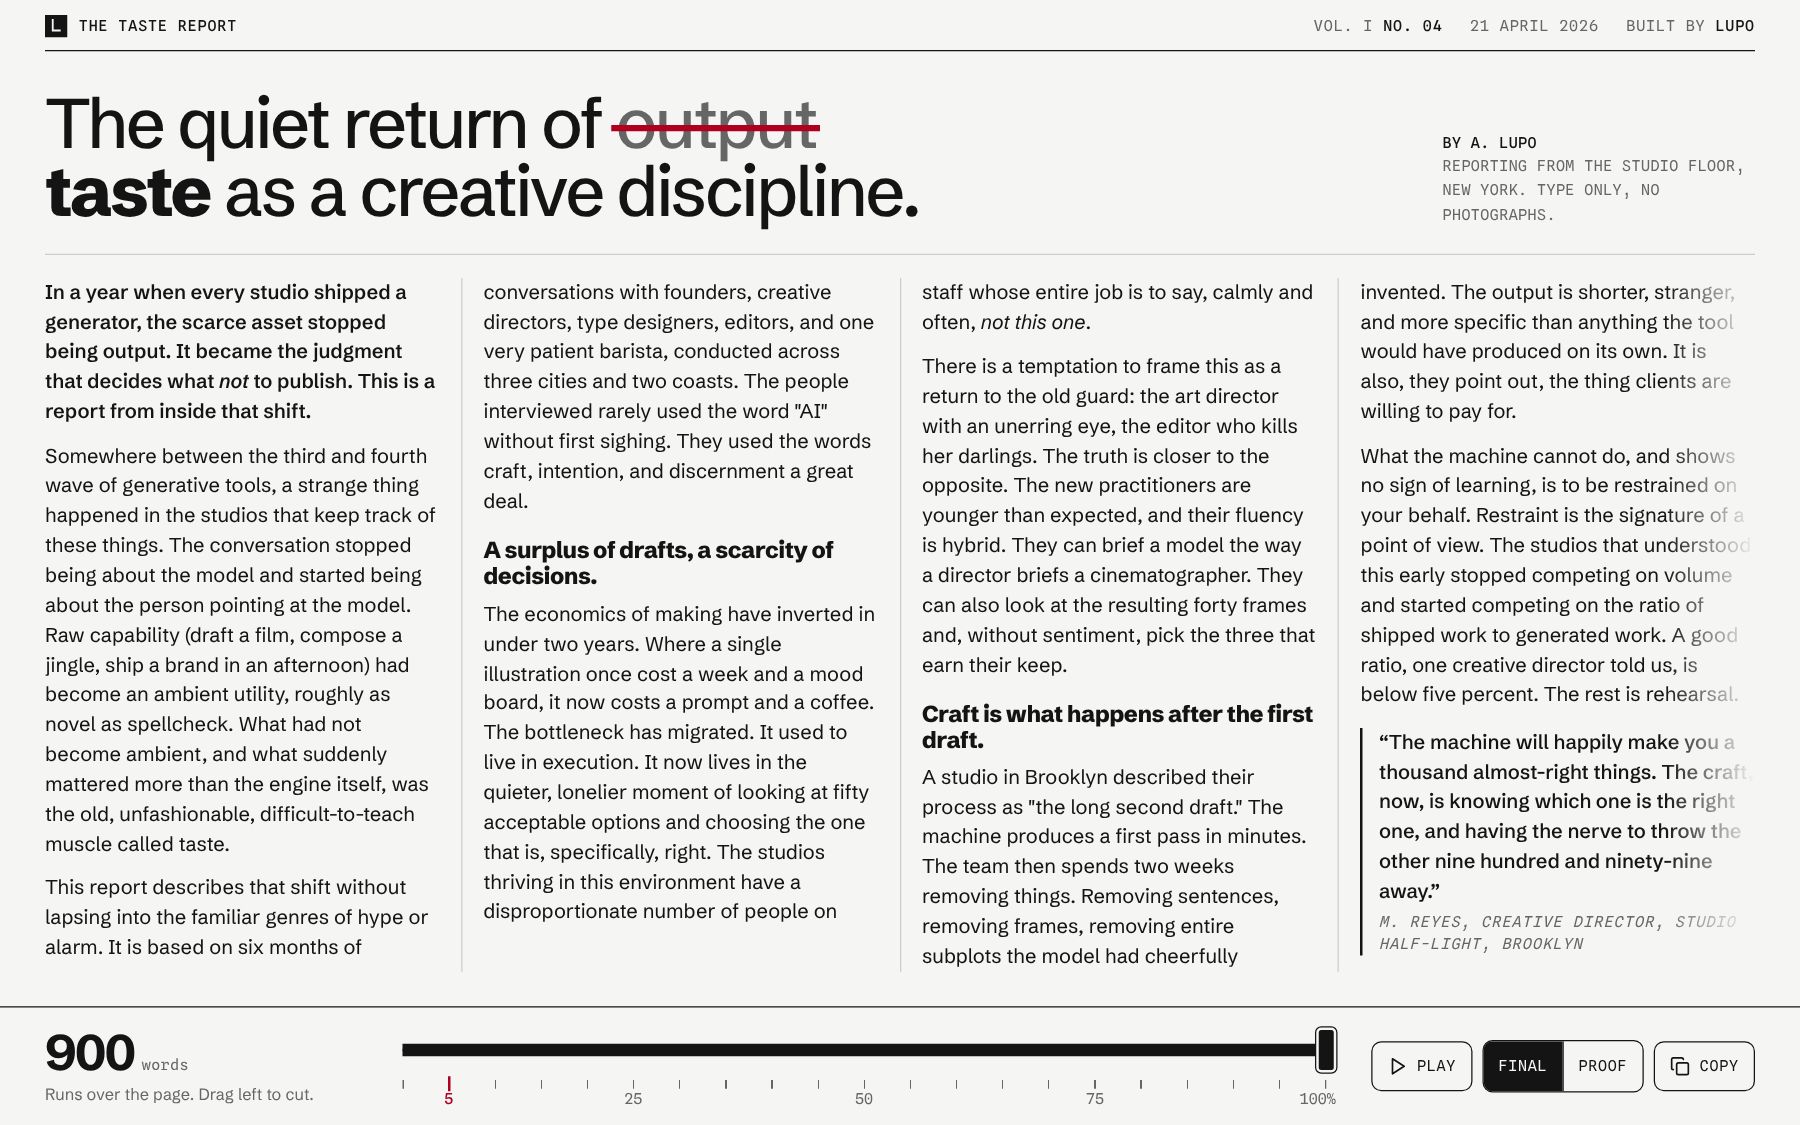 L THE TASTE REPORT
VOL. I NO. 04 21 APRIL 2026 BUILT BY LUPO
The quiet return of output
taste as a creative discipline.
BY A. LUPO
REPORTING FROM THE STUDIO FLOOR,
NEW YORK. TYPE ONLY, NO
PHOTOGRAPHS.
In a year when every studio shipped a
generator, the scarce asset stopped
being output. It became the judgment
that decides what not to publish. This is a
report from inside that shift.
Somewhere between the third and fourth
wave of generative tools, a strange thing
happened in the studios that keep track of
these things. The conversation stopped
being about the model and started being
about the person pointing at the model.
Raw capability (draft a film, compose a
jingle, ship a brand in an afternoon) had
become an ambient utility, roughly as
novel as spellcheck. What had not
become ambient, and what suddenly
mattered more than the engine itself, was
the old, unfashionable, difficult-to-teach
muscle called taste.
This report describes that shift without
lapsing into the familiar genres of hype or
alarm. It is based on six months of
conversations with founders, creative
directors, type designers, editors, and one
very patient barista, conducted across
three cities and two coasts. The people
interviewed rarely used the word "AI"
without first sighing. They used the words
craft, intention, and discernment a great
deal.
A surplus of drafts, a scarcity of
decisions.
The economics of making have inverted in
under two years. Where a single
illustration once cost a week and a mood
board, it now costs a prompt and a coffee.
The bottleneck has migrated. It used to
live in execution. It now lives in the
quieter, lonelier moment of looking at fifty
acceptable options and choosing the one
that is, specifically, right. The studios
thriving in this environment have a
disproportionate number of people on
staff whose entire job is to say, calmly and
often, not this one.
There is a temptation to frame this as a
return to the old guard: the art director
with an unerring eye, the editor who kills
her darlings. The truth is closer to the
opposite. The new practitioners are
younger than expected, and their fluency
is hybrid. They can brief a model the way
a director briefs a cinematographer. They
can also look at the resulting forty frames
and, without sentiment, pick the three that
earn their keep.
Craft is what happens after the first
draft.
A studio in Brooklyn described their
process as "the long second draft." The
machine produces a first pass in minutes.
The team then spends two weeks
removing things. Removing sentences,
removing frames, removing entire
subplots the model had cheerfully
invented. The output is shorter, stranger,
and more specific than anything the tool
would have produced on its own. It is
also, they point out, the thing clients are
willing to pay for.
What the machine cannot do, and shows
no sign of learning, is to be restrained on
your behalf. Restraint is the signature of a
point of view. The studios that understood
this early stopped competing on volume
and started competing on the ratio of
shipped work to generated work. A good
ratio, one creative director told us, is
below five percent. The rest is rehearsal.
“The machine will happily make you a
thousand almost-right things. The craft,
now, is knowing which one is the right
one, and having the nerve to throw the
other nine hundred and ninety-nine
away.”
M. REYES, CREATIVE DIRECTOR, STUDIO
HALF-LIGHT, BROOKLYN
900 words
Runs over the page. Drag left to cut.
5 25 50 75 100%
PLAY FINAL PROOF COPY